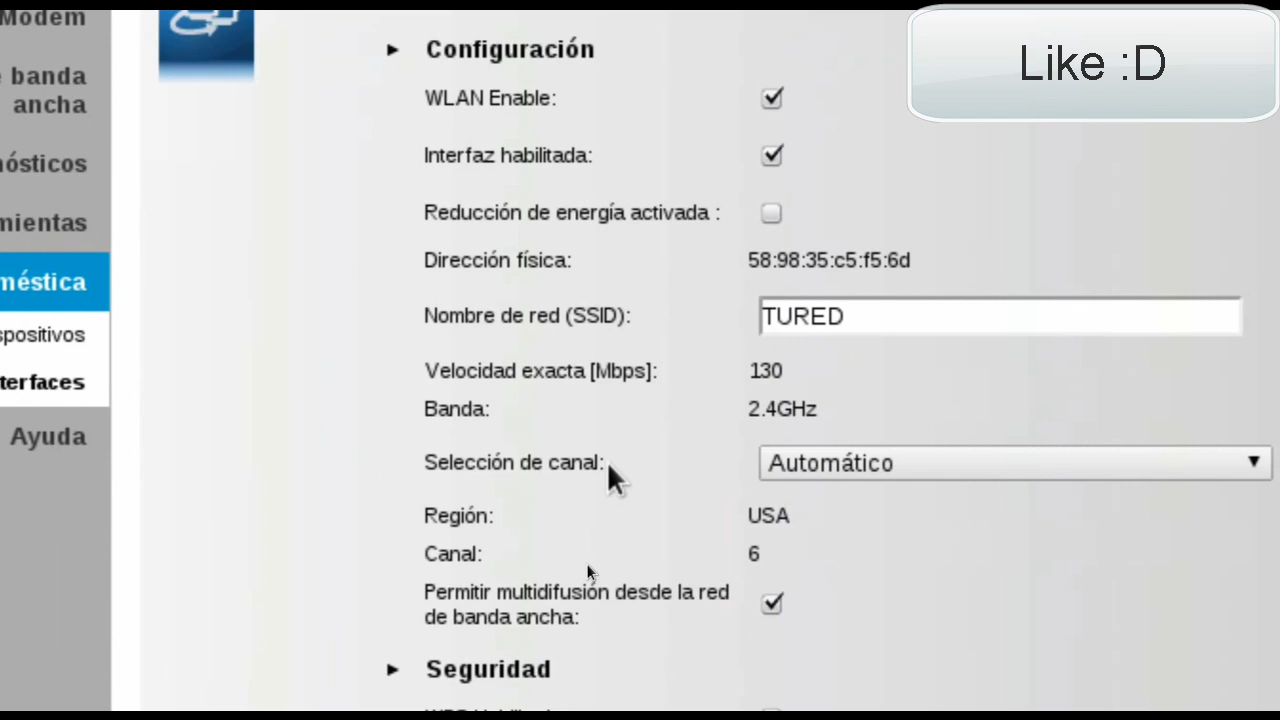 Modem
banda
ancha
nósticos
mientas
méstica
spositivos
terfaces
Ayuda
Like :D
Configuración
WLAN Enable:
Interfaz habilitada:
Reducción de energía activada :
Dirección física: 58:98:35:c5:f5:6d
Nombre de red (SSID): TURED
Velocidad exacta [Mbps]: 130
Banda: 2.4GHz
Selección de canal: Automático
Región: USA
Canal: 6
Permitir multidifusión desde la red
de banda ancha:
Seguridad